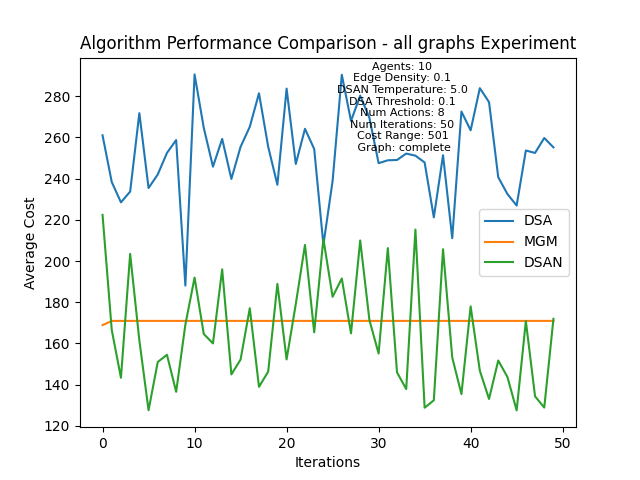 Algorithm Performance Comparison - all graphs Experiment
Agents: 10
Edge Density: 0.1
DSAN Temperature: 5.0
DSA Threshold: 0.1
Num Actions: 8
Num Iterations: 50
Cost Range: 501
Graph: complete
280
260
240
220
200
180
160
140
120
Average Cost
DSA
MGM
DSAN
0
10
20
30
40
50
Iterations